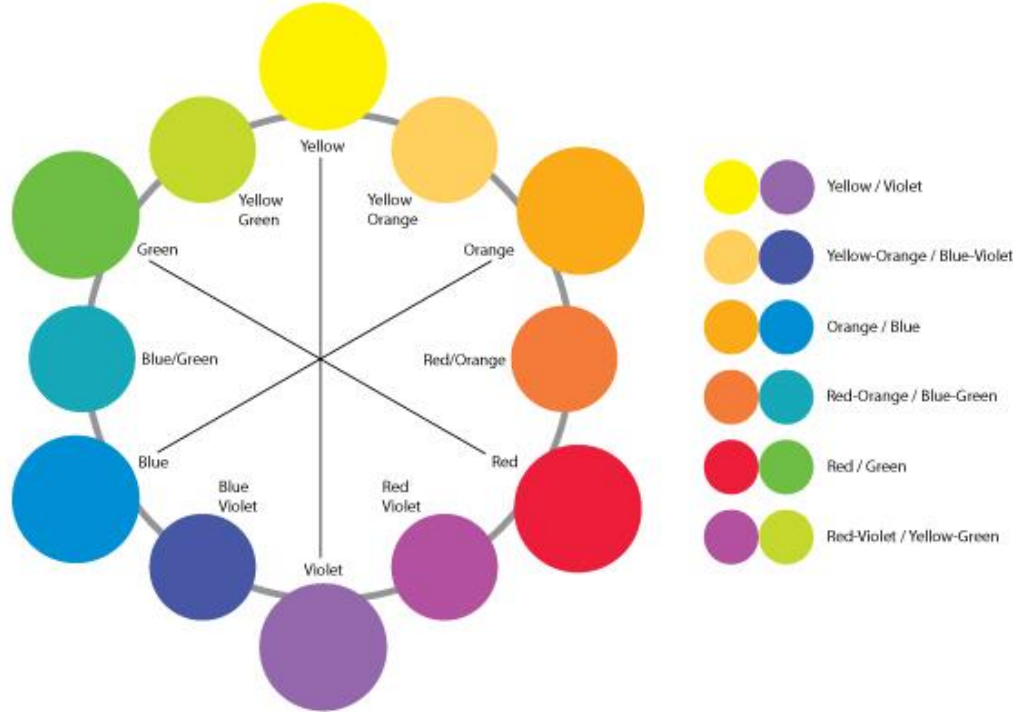 Yellow
Yellow
Green
Yellow
Orange
Green
Orange
Blue/Green
Red/Orange
Blue
Red
Blue
Violet
Red
Violet
Violet
Yellow / Violet
Yellow-Orange / Blue-Violet
Orange / Blue
Red-Orange / Blue-Green
Red / Green
Red-Violet / Yellow-Green